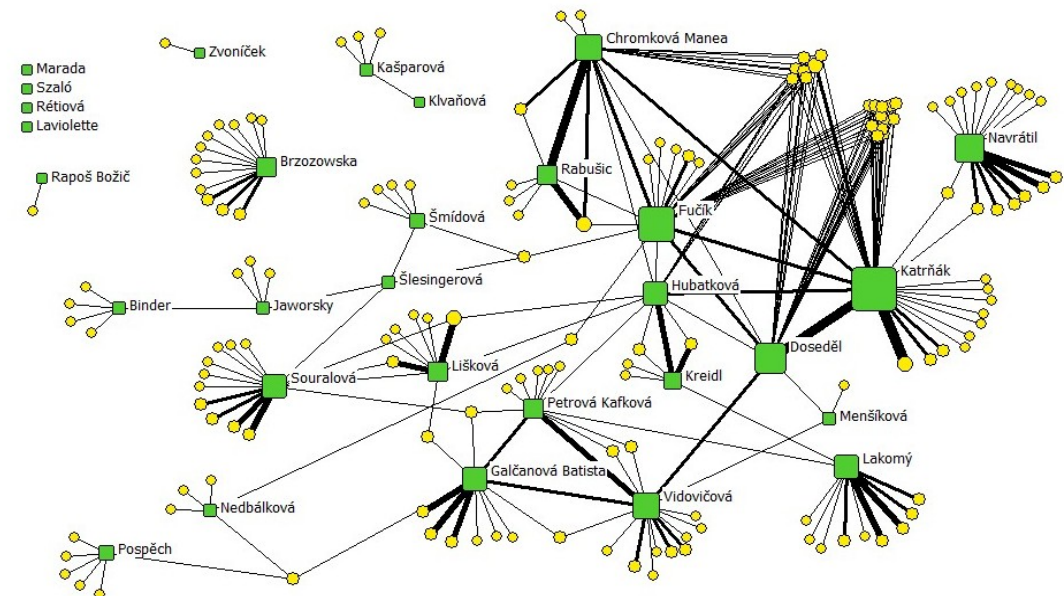 Chromková Manea
Zvoníček
Kašparová
Marada
Szaló
Rétiová
Laviolette
Klvaňová
Navrátil
Brzozowska
Rabušic
Rapoš Božič
Šmídová
Fučík
Katrňák
Šlesingerová
Hubatková
Binder
Jaworsky
Doseděl
Souralová
Lišková
Kreidl
Petrová Kafková
Menšíková
Galčanová Batista
Lakomý
Vidovičová
Nedbálková
Pospěch